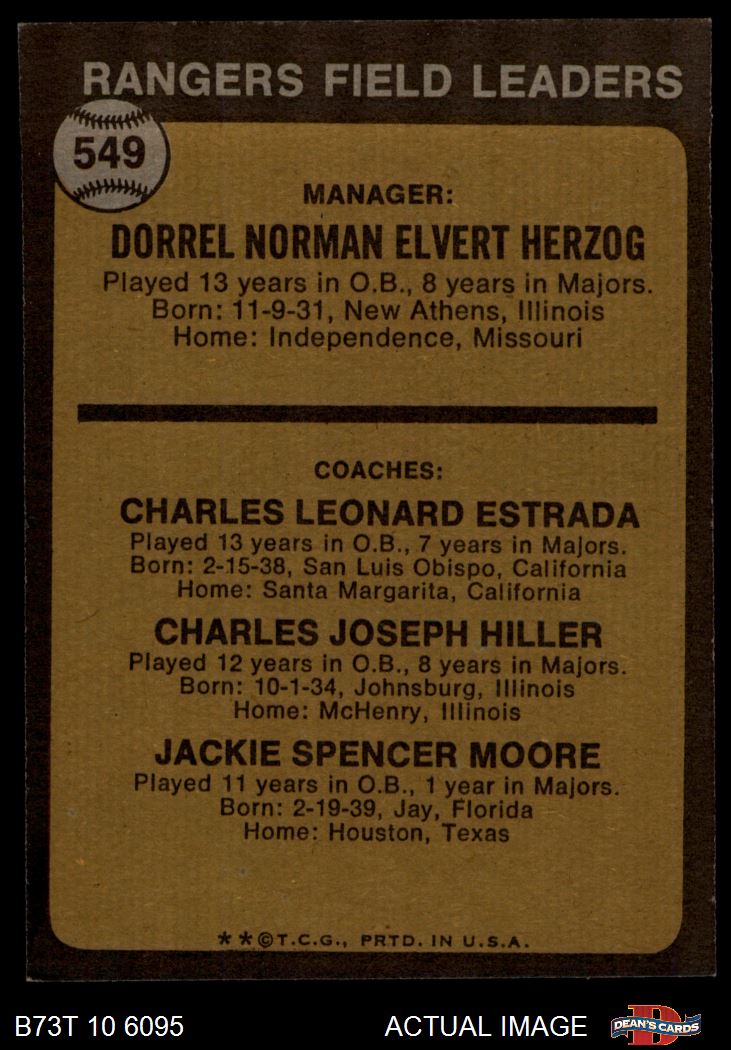 RANGERS FIELD LEADERS
549
MANAGER:
DORREL NORMAN ELVERT HERZOG
Played 13 years in O.B., 8 years in Majors.
Born: 11-9-31, New Athens, Illinois
Home: Independence, Missouri
COACHES:
CHARLES LEONARD ESTRADA
Played 13 years in O.B., 7 years in Majors.
Born: 2-15-38, San Luis Obispo, California
Home: Santa Margarita, California
CHARLES JOSEPH HILLER
Played 12 years in O.B., 8 years in Majors.
Born: 10-1-34, Johnsburg, Illinois
Home: McHenry, Illinois
JACKIE SPENCER MOORE
Played 11 years in O.B., 1 year in Majors.
Born: 2-19-39, Jay, Florida
Home: Houston, Texas
**©T.C.G., PRTD. IN U.S.A.
B73T 10 6095 ACTUAL IMAGE
D
DEAN'S CARDS